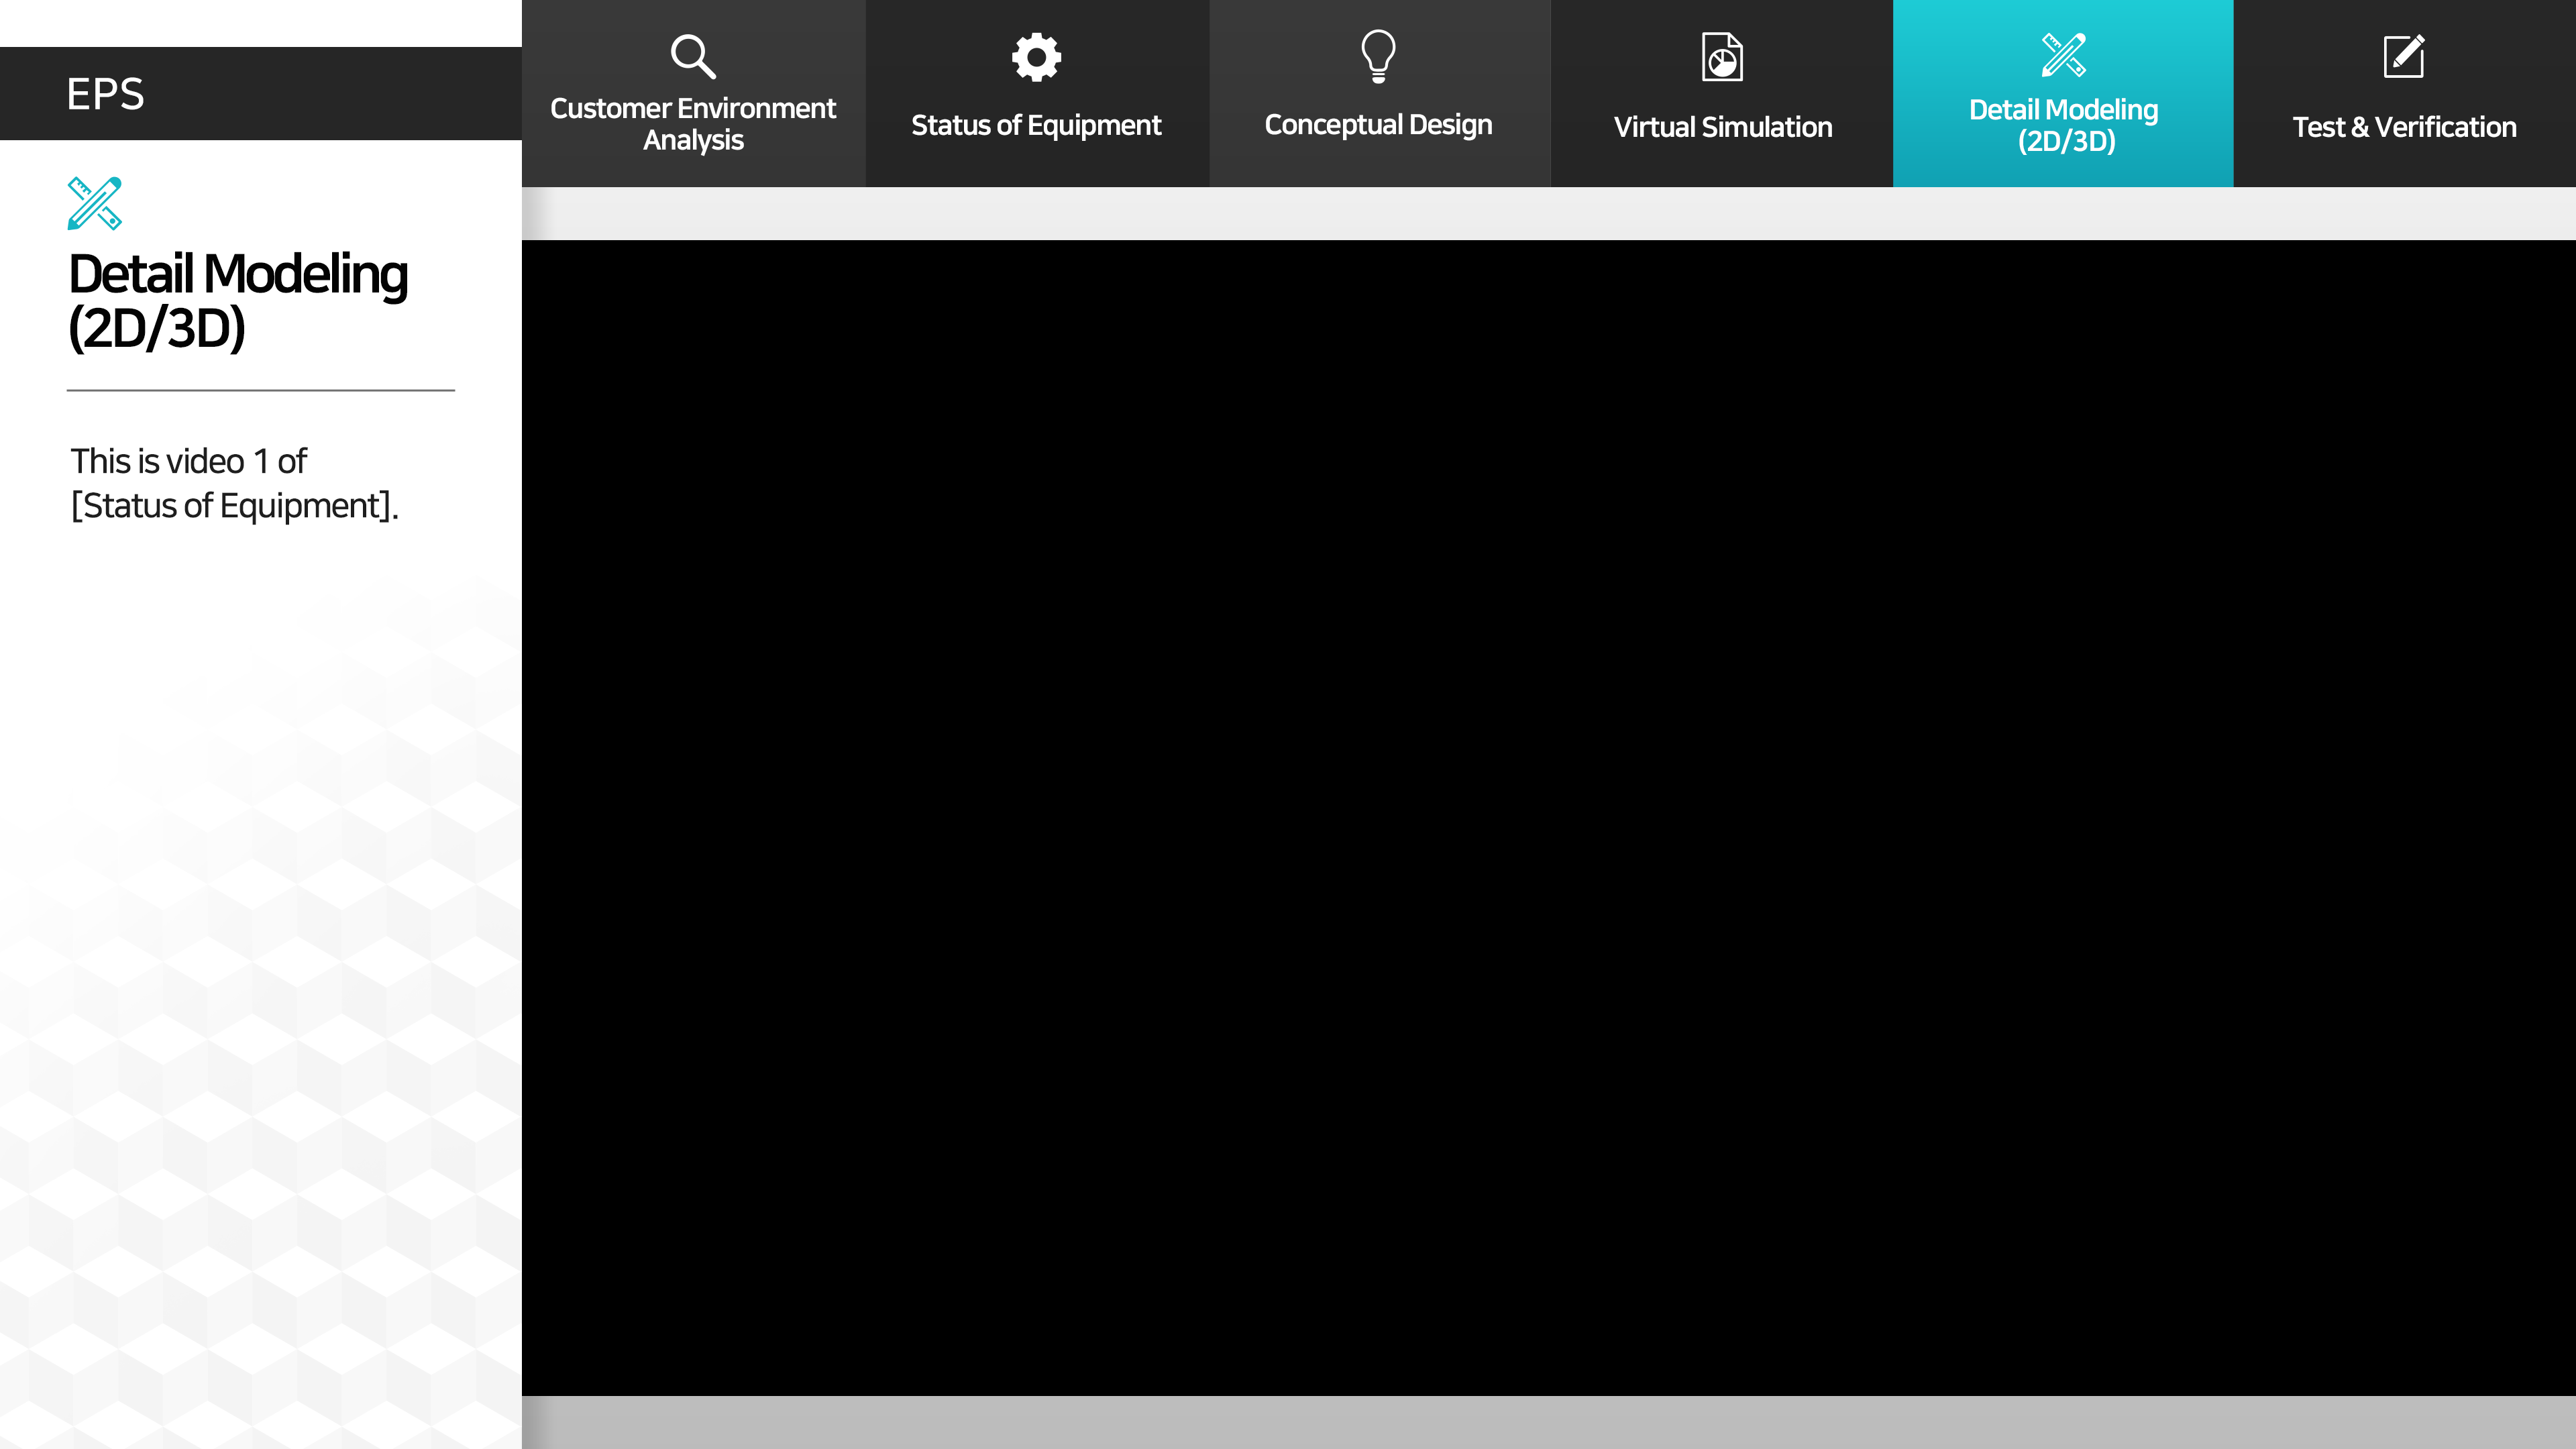 EPS
Detail Modeling
(2D/3D)
This is video 1 of
[Status of Equipment].
Customer Environment
Analysis
Status of Equipment
Conceptual Design
Virtual Simulation
Detail Modeling
(2D/3D)
Test & Verification